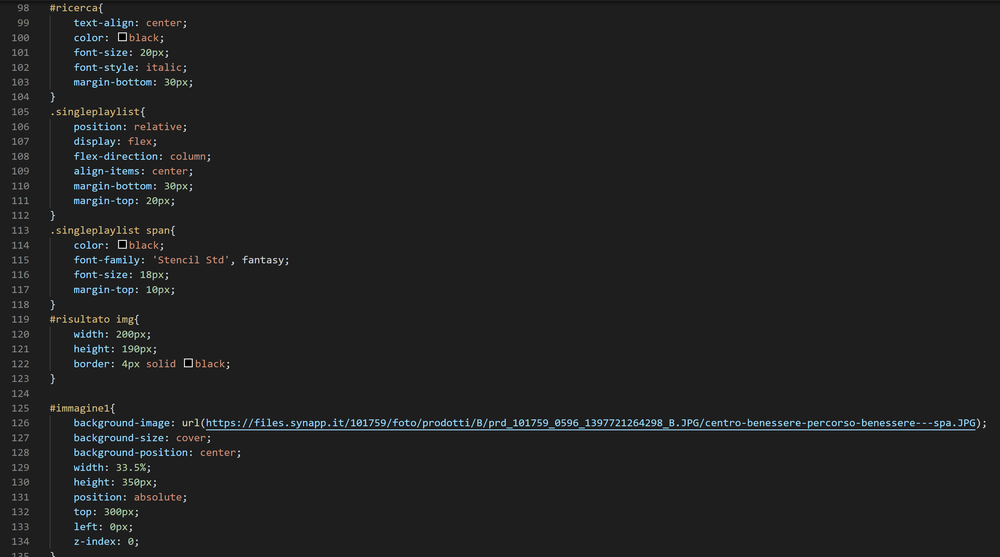 98 #ricerca{
99 text-align: center;
100 color: black;
101 font-size: 20px;
102 font-style: italic;
103 margin-bottom: 30px;
104 }
105 .singleplaylist{
106 position: relative;
107 display: flex;
108 flex-direction: column;
109 align-items: center;
110 margin-bottom: 30px;
111 margin-top: 20px;
112 }
113 .singleplaylist span{
114 color: black;
115 font-family: 'Stencil Std', fantasy;
116 font-size: 18px;
117 margin-top: 10px;
118 }
119 #risultato img{
120 width: 200px;
121 height: 190px;
122 border: 4px solid black;
123 }
124
125 #immagine1{
126 background-image: url(https://files.synapp.it/101759/foto/prodotti/B/prd_101759_0596_1397721264298_B.JPG/centro-benessere-percorso-benessere---spa.JPG);
127 background-size: cover;
128 background-position: center;
129 width: 33.5%;
130 height: 350px;
131 position: absolute;
132 top: 300px;
133 left: 0px;
134 z-index: 0;
135 }